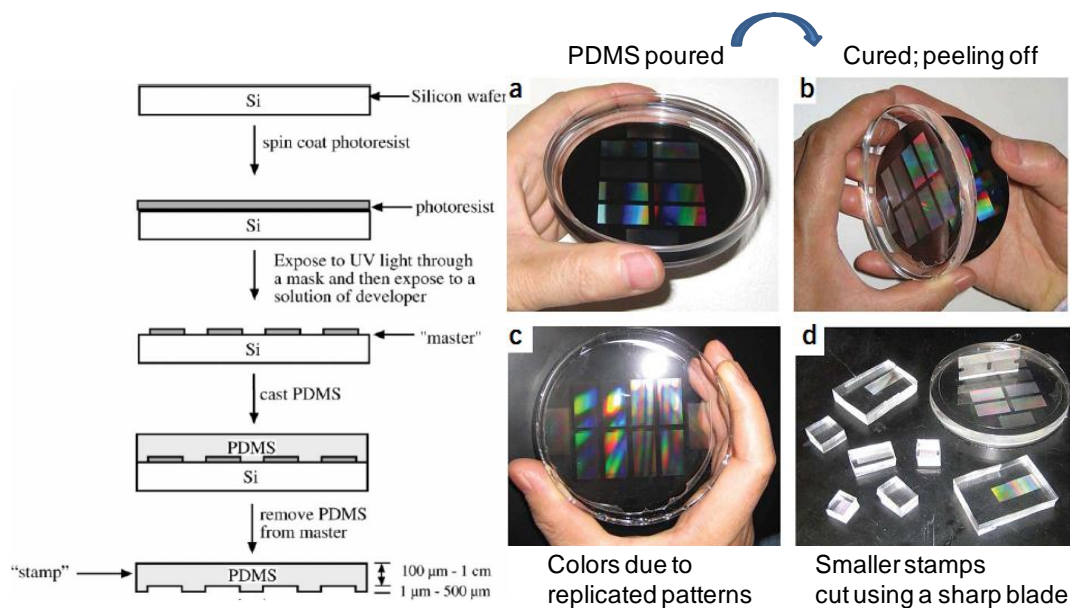 Si
Silicon wafer
spin coat photoresist
photoresist
Si
Expose to UV light through
a mask and then expose to a
solution of developer
"master"
Si
cast PDMS
PDMS
Si
remove PDMS
from master
“stamp”
PDMS
100 µm - 1 cm
1 µm - 500 µm
PDMS poured
Cured; peeling off
a
b
c
d
Colors due to
replicated patterns
Smaller stamps
cut using a sharp blade